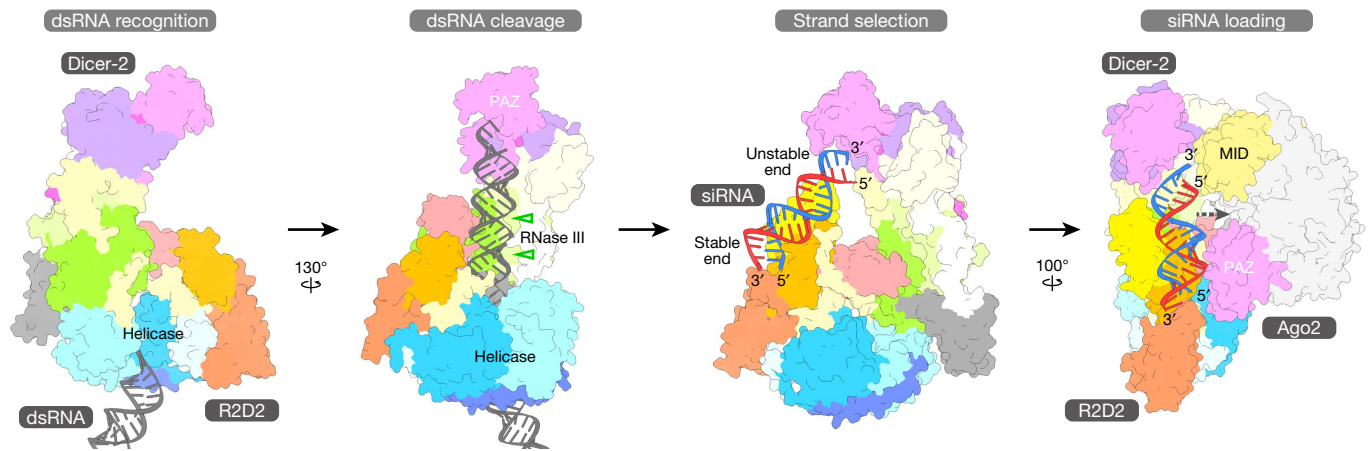 dsRNA recognition
dsRNA cleavage
Strand selection
siRNA loading
Dicer-2
Helicase
dsRNA
R2D2
130°
PAZ
RNase III
Helicase
Unstable
end
3′
5′
siRNA
Stable
end
3′
5′
100°
Dicer-2
MID
3′
5′
PAZ
5′
3′
Ago2
R2D2